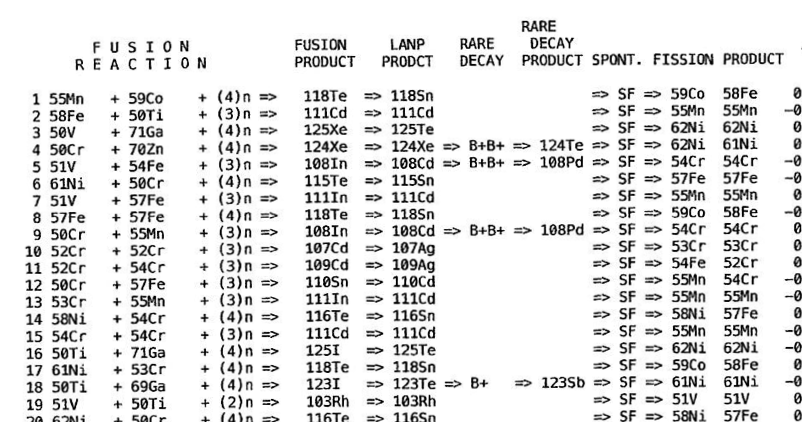 RARE
F U S I O N FUSION LANP RARE DECAY
R E A C T I O N PRODUCT PRODCT DECAY PRODUCT SPONT. FISSION PRODUCT
1 55Mn + 59Co + (4)n => 118Te => 118Sn => SF => 59Co 58Fe 0
2 58Fe + 50Ti + (3)n => 111Cd => 111Cd => SF => 55Mn 55Mn -0
3 50V + 71Ga + (4)n => 125Xe => 125Te => SF => 62Ni 62Ni 0
4 50Cr + 70Zn + (4)n => 124Xe => 124Xe => B+B+ => 124Te => SF => 62Ni 61Ni 0
5 51V + 54Fe + (3)n => 108In => 108Cd => B+B+ => 108Pd => SF => 54Cr 54Cr -0
6 61Ni + 50Cr + (4)n => 115Te => 115Sn => SF => 57Fe 57Fe -0
7 51V + 57Fe + (3)n => 111In => 111Cd => SF => 55Mn 55Mn 0
8 57Fe + 57Fe + (4)n => 118Te => 118Sn => SF => 59Co 58Fe -0
9 50Cr + 55Mn + (3)n => 108In => 108Cd => B+B+ => 108Pd => SF => 54Cr 54Cr 0
10 52Cr + 52Cr + (3)n => 107Cd => 107Ag => SF => 53Cr 53Cr 0
11 52Cr + 54Cr + (3)n => 109Cd => 109Ag => SF => 54Fe 52Cr 0
12 50Cr + 57Fe + (3)n => 110Sn => 110Cd => SF => 55Mn 54Cr -0
13 53Cr + 55Mn + (3)n => 111In => 111Cd => SF => 55Mn 55Mn -0
14 58Ni + 54Cr + (4)n => 116Te => 116Sn => SF => 58Ni 57Fe 0
15 54Cr + 54Cr + (3)n => 111Cd => 111Cd => SF => 55Mn 55Mn -0
16 50Ti + 71Ga + (4)n => 125I => 125Te => SF => 62Ni 62Ni -0
17 61Ni + 53Cr + (4)n => 118Te => 118Sn => SF => 59Co 58Fe 0
18 50Ti + 69Ga + (4)n => 123I => 123Te => B+ => 123Sb => SF => 61Ni 61Ni -0
19 51V + 50Ti + (2)n => 103Rh => 103Rh => SF => 51V 51V 0
20 62Ni + 50Cr + (4)n => 116Te => 116Sn => SF => 58Ni 57Fe 0